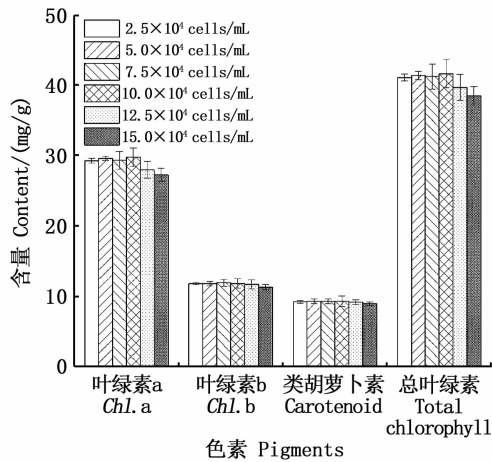 50
40
30
20
10
0
含量 Content/(mg/g)
2.5×10⁴ cells/mL
5.0×10⁴ cells/mL
7.5×10⁴ cells/mL
10.0×10⁴ cells/mL
12.5×10⁴ cells/mL
15.0×10⁴ cells/mL
叶绿素a
Chl.a
叶绿素b
Chl.b
类胡萝卜素
Carotenoid
总叶绿素
Total
chlorophyll
色素 Pigments